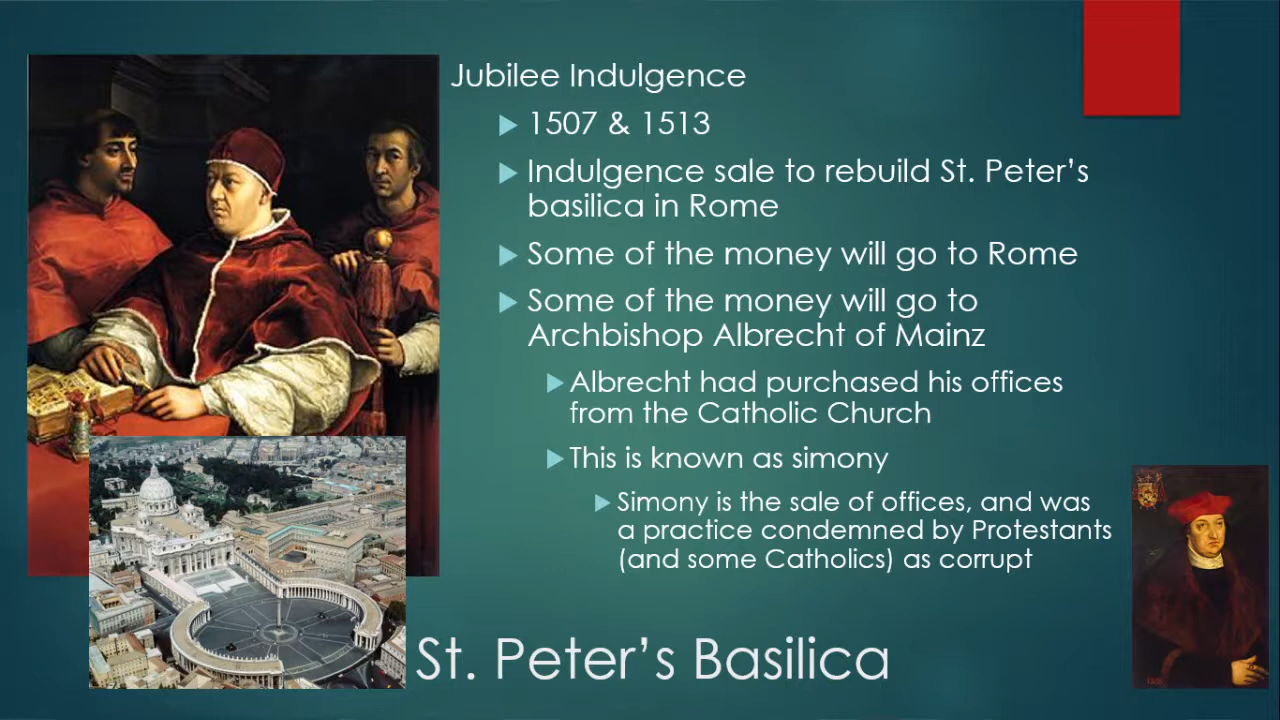 Jubilee Indulgence
1507 & 1513
Indulgence sale to rebuild St. Peter's
basilica in Rome
Some of the money will go to Rome
Some of the money will go to
Archbishop Albrecht of Mainz
Albrecht had purchased his offices
from the Catholic Church
This is known as simony
Simony is the sale of offices, and was
a practice condemned by Protestants
(and some Catholics) as corrupt
St. Peter's Basilica